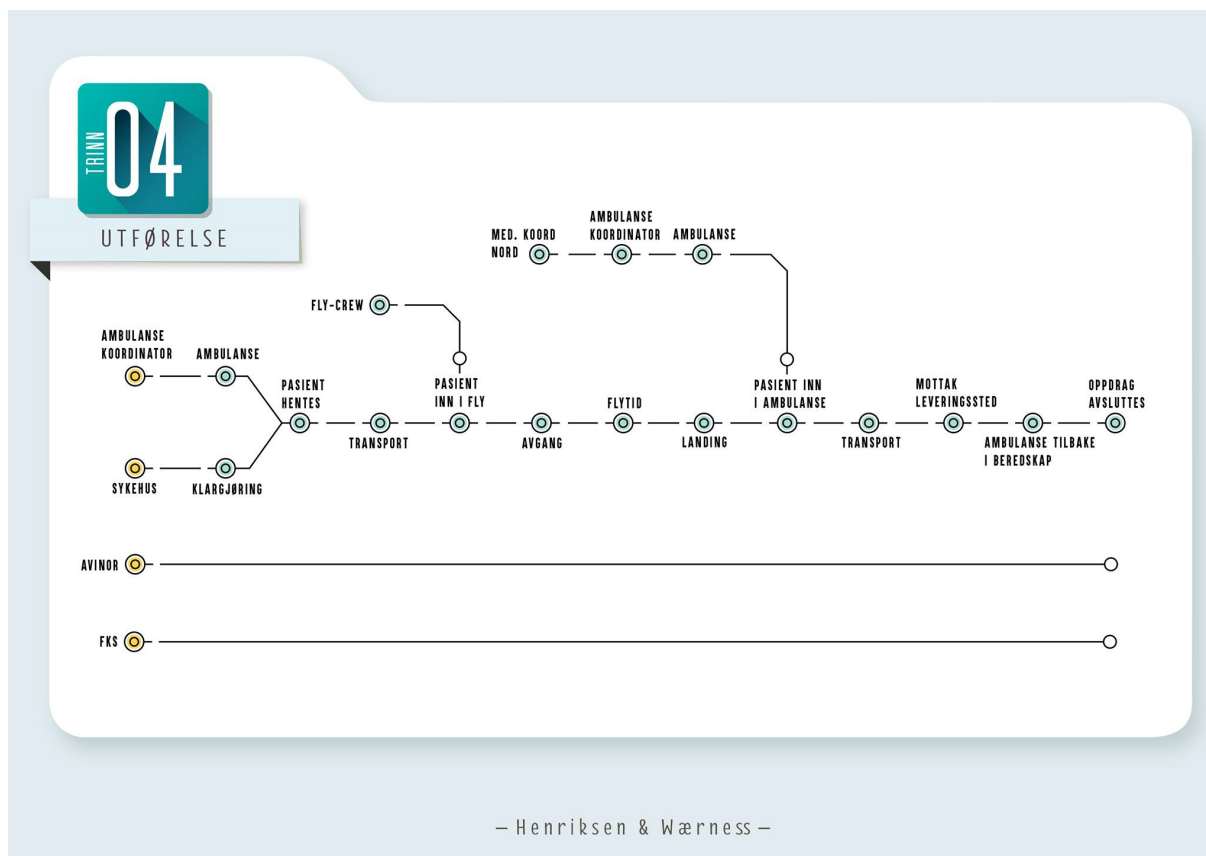 TRINN
04
UTFØRELSE
MED. KOORD
NORD
AMBULANSE
KOORDINATOR
AMBULANSE
FLY-CREW
AMBULANSE
KOORDINATOR
AMBULANSE
PASIENT
HENTES
TRANSPORT
PASIENT
INN I FLY
AVGANG
FLYTID
LANDING
PASIENT INN
I AMBULANSE
TRANSPORT
MOTTAK
LEVERINGSSTED
AMBULANSE TILBAKE
I BEREDSKAP
OPPDRAG
AVSLUTTES
SYKEHUS
KLARGJØRING
AVINOR
FKS
– Henriksen & Wærness –